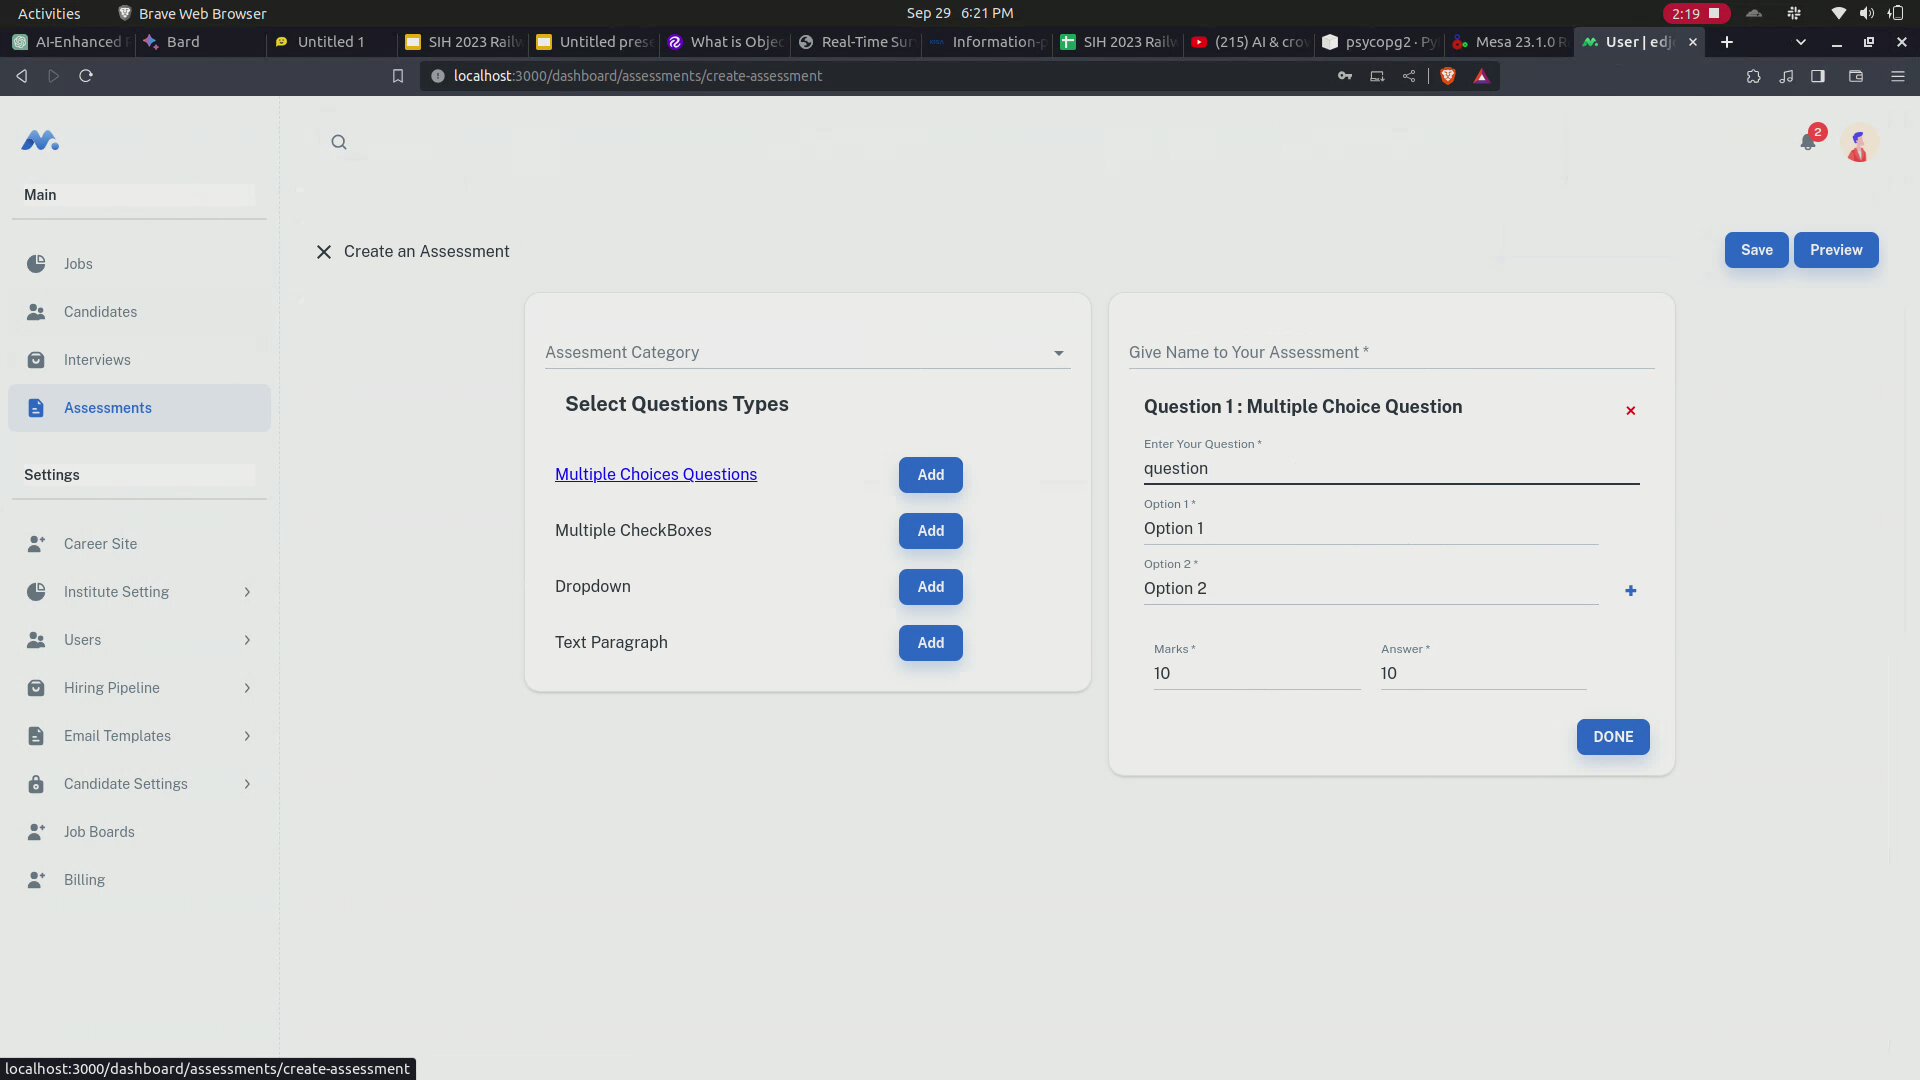 Activities
Brave Web Browser
Sep 29 6:21 PM
2:19
AI-Enhanced
Bard
Untitled 1
SIH 2023 Railw
Untitled prese
What is Objec
Real-Time Sur
Information-p
SIH 2023 Railw
(215) AI & crow
psycopg2 · Py
Mesa 23.1.0 R
User | edjo
localhost:3000/dashboard/assessments/create-assessment
2
Main
Jobs
Candidates
Interviews
Assessments
Settings
Career Site
Institute Setting
Users
Hiring Pipeline
Email Templates
Candidate Settings
Job Boards
Billing
Create an Assessment
Save
Preview
Assesment Category
Select Questions Types
Multiple Choices Questions
Add
Multiple CheckBoxes
Add
Dropdown
Add
Text Paragraph
Add
Give Name to Your Assessment *
Question 1 : Multiple Choice Question
Enter Your Question *
question
Option 1 *
Option 1
Option 2 *
Option 2
Marks *
10
Answer *
10
DONE
localhost:3000/dashboard/assessments/create-assessment